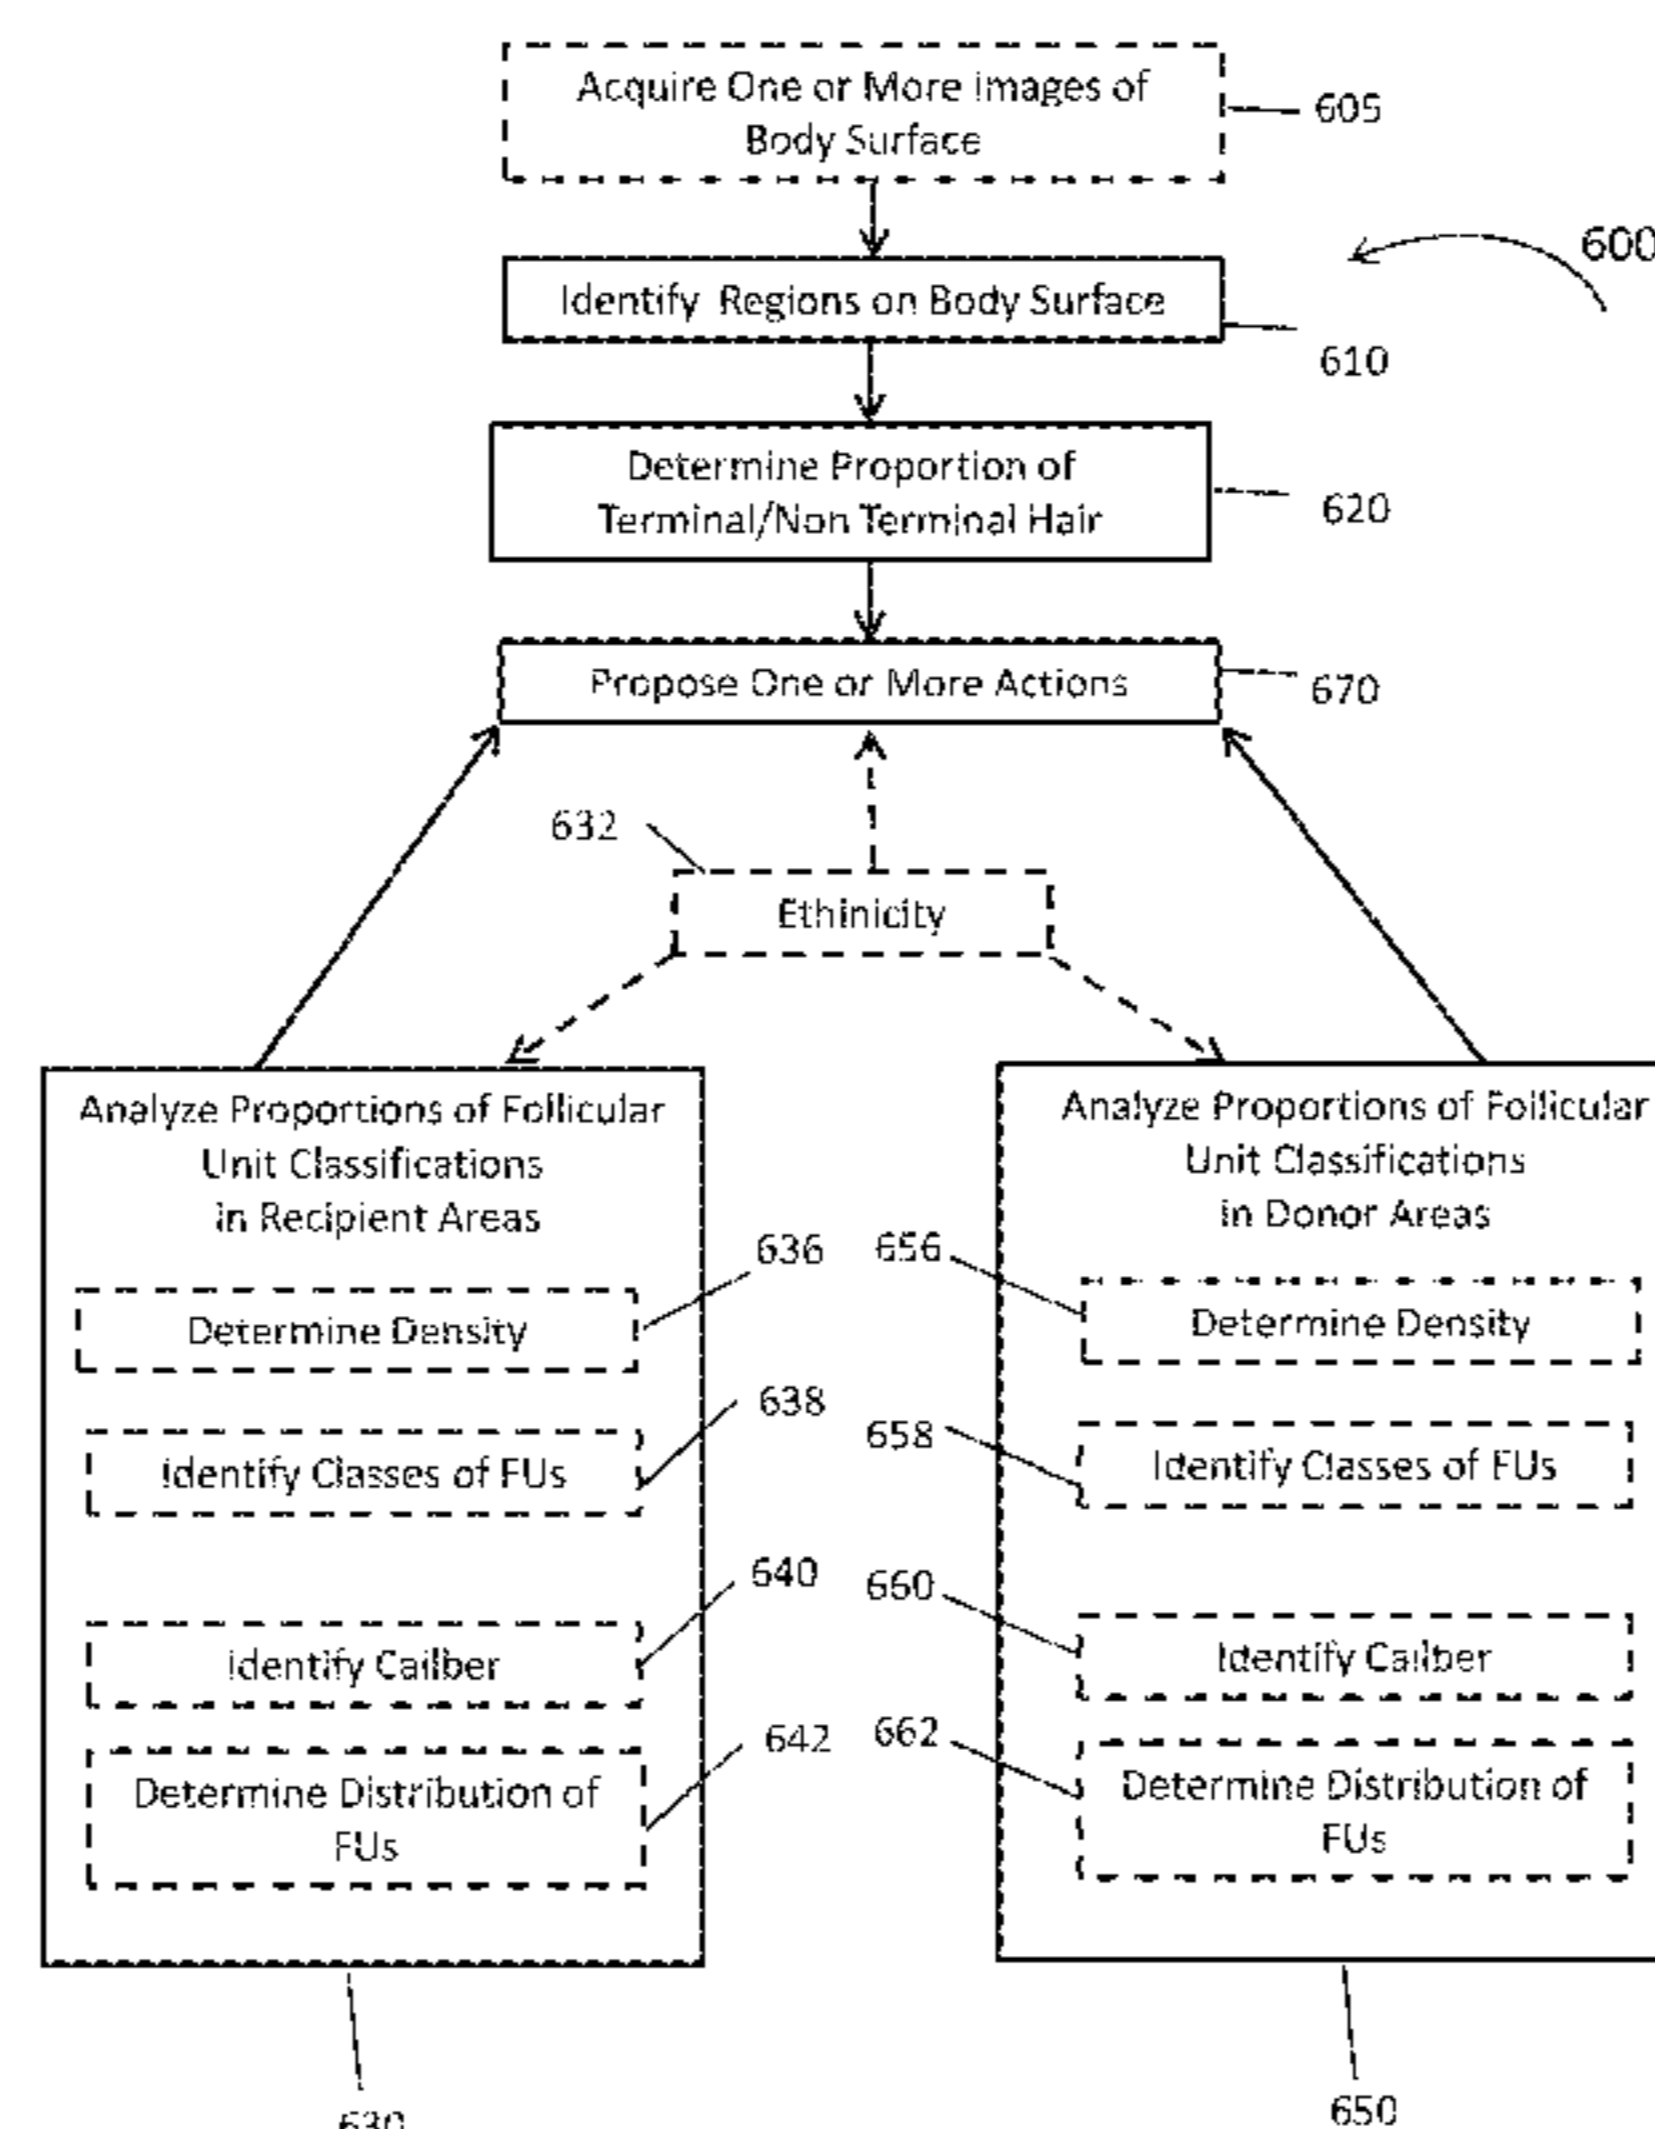 Acquire One or More Images of
Body Surface
605
600
Identify Regions on Body Surface
610
Determine Proportion of
Terminal/Non Terminal Hair
620
Propose One or More Actions
670
632
Ethinicity
Analyze Proportions of Follicular
Unit Classifications
in Recipient Areas
636
Determine Density
638
Identify Classes of FUs
640
Identify Cailber
642
Determine Distribution of
FUs
630
Analyze Proportions of Follicular
Unit Classifications
in Donor Areas
656
Determine Density
658
Identify Classes of FUs
660
Identify Cailber
662
Determine Distribution of
FUs
650